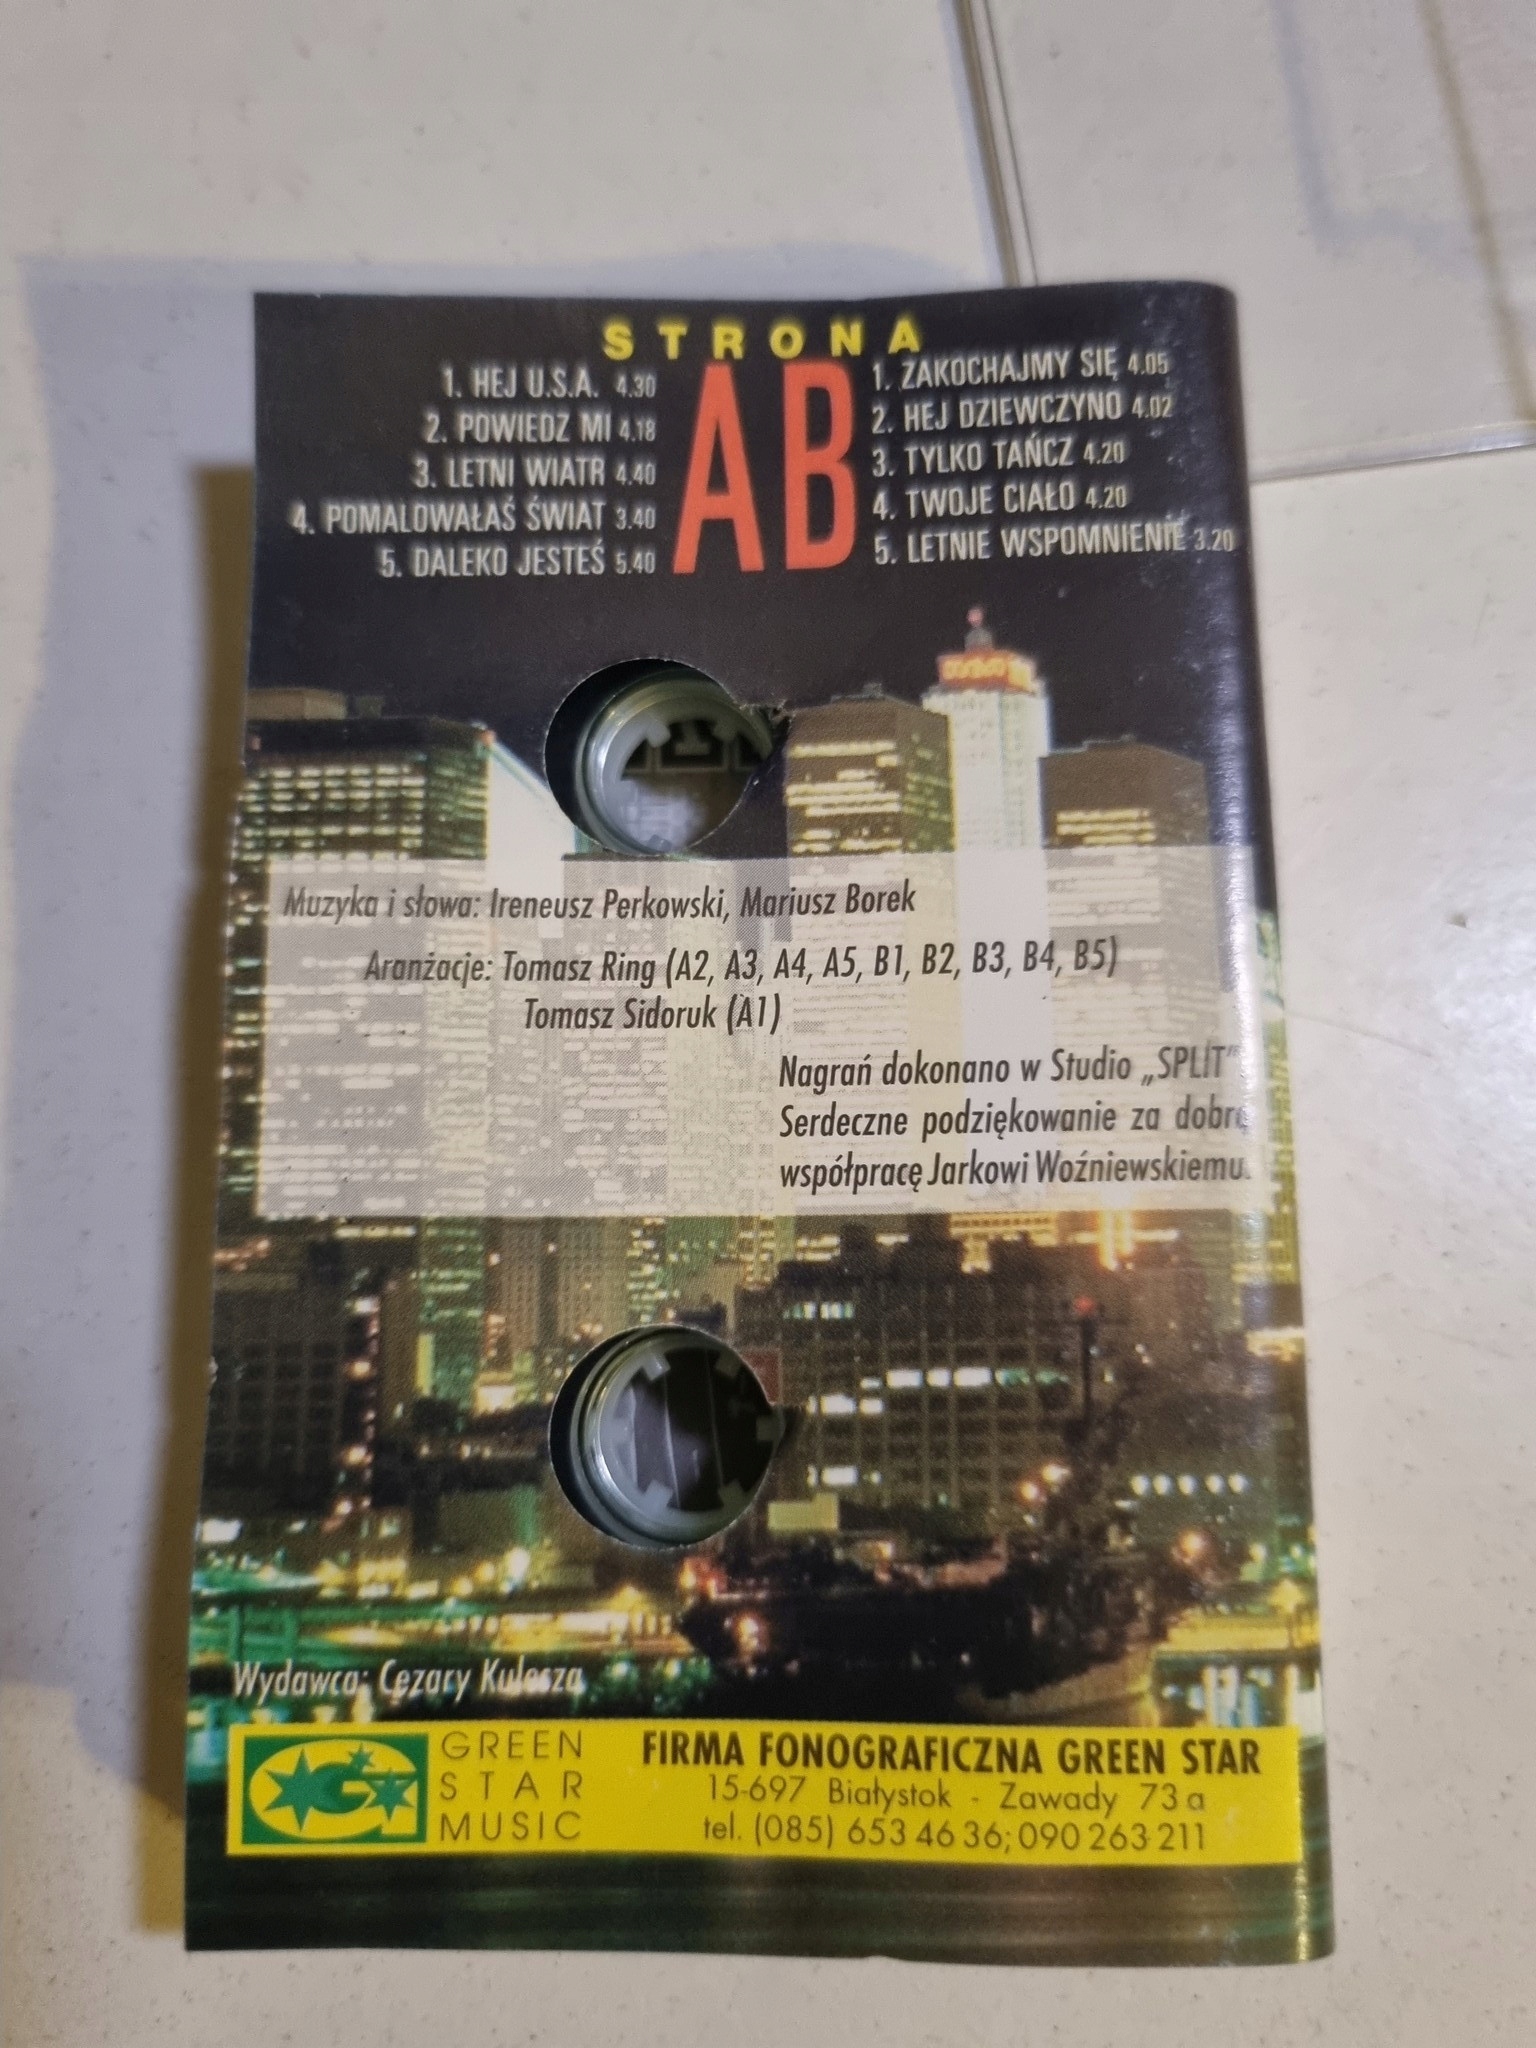 STRONA
A
1. HEJ U.S.A. 4.30
2. POWIEDZ MI 4.18
3. LETNI WIATR 4.40
4. POMALOWAŁAŚ ŚWIAT 3.40
5. DALEKO JESTEŚ 5.40
B
1. ZAKOCHAJMY SIĘ 4.05
2. HEJ DZIEWCZYNO 4.02
3. TYLKO TAŃCZ 4.20
4. TWOJE CIAŁO 4.20
5. LETNIE WSPOMNIENIE 3.20
Muzyka i słowa: Ireneusz Perkowski, Mariusz Borek
Aranżacje: Tomasz Ring (A2, A3, A4, A5, B1, B2, B3, B4, B5)
Tomasz Sidoruk (A1)
Nagrań dokonano w Studio „SPLIT”
Serdeczne podziękowanie za dobrą
współpracę Jarkowi Woźniewskiemu.
Wydawca: Cezary Kulesza
G
GREEN
STAR
MUSIC
FIRMA FONOGRAFICZNA GREEN STAR
15-697 Białystok - Zawady 73 a
tel. (085) 653 46 36; 090 263 211